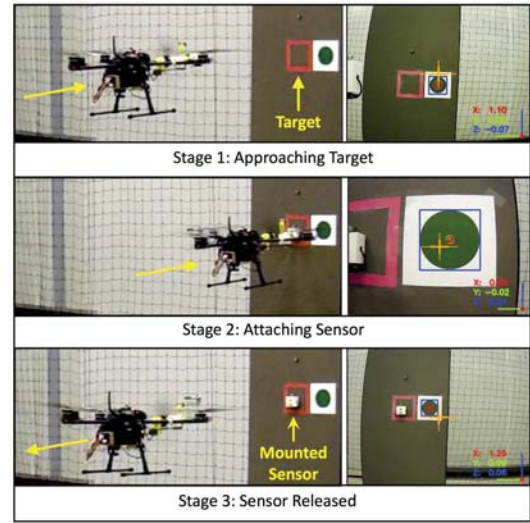 Target
X: 1.10
Z: -0.07
Stage 1: Approaching Target
Y: -0.02
Stage 2: Attaching Sensor
Mounted
Sensor
X: 1.25
Stage 3: Sensor Released